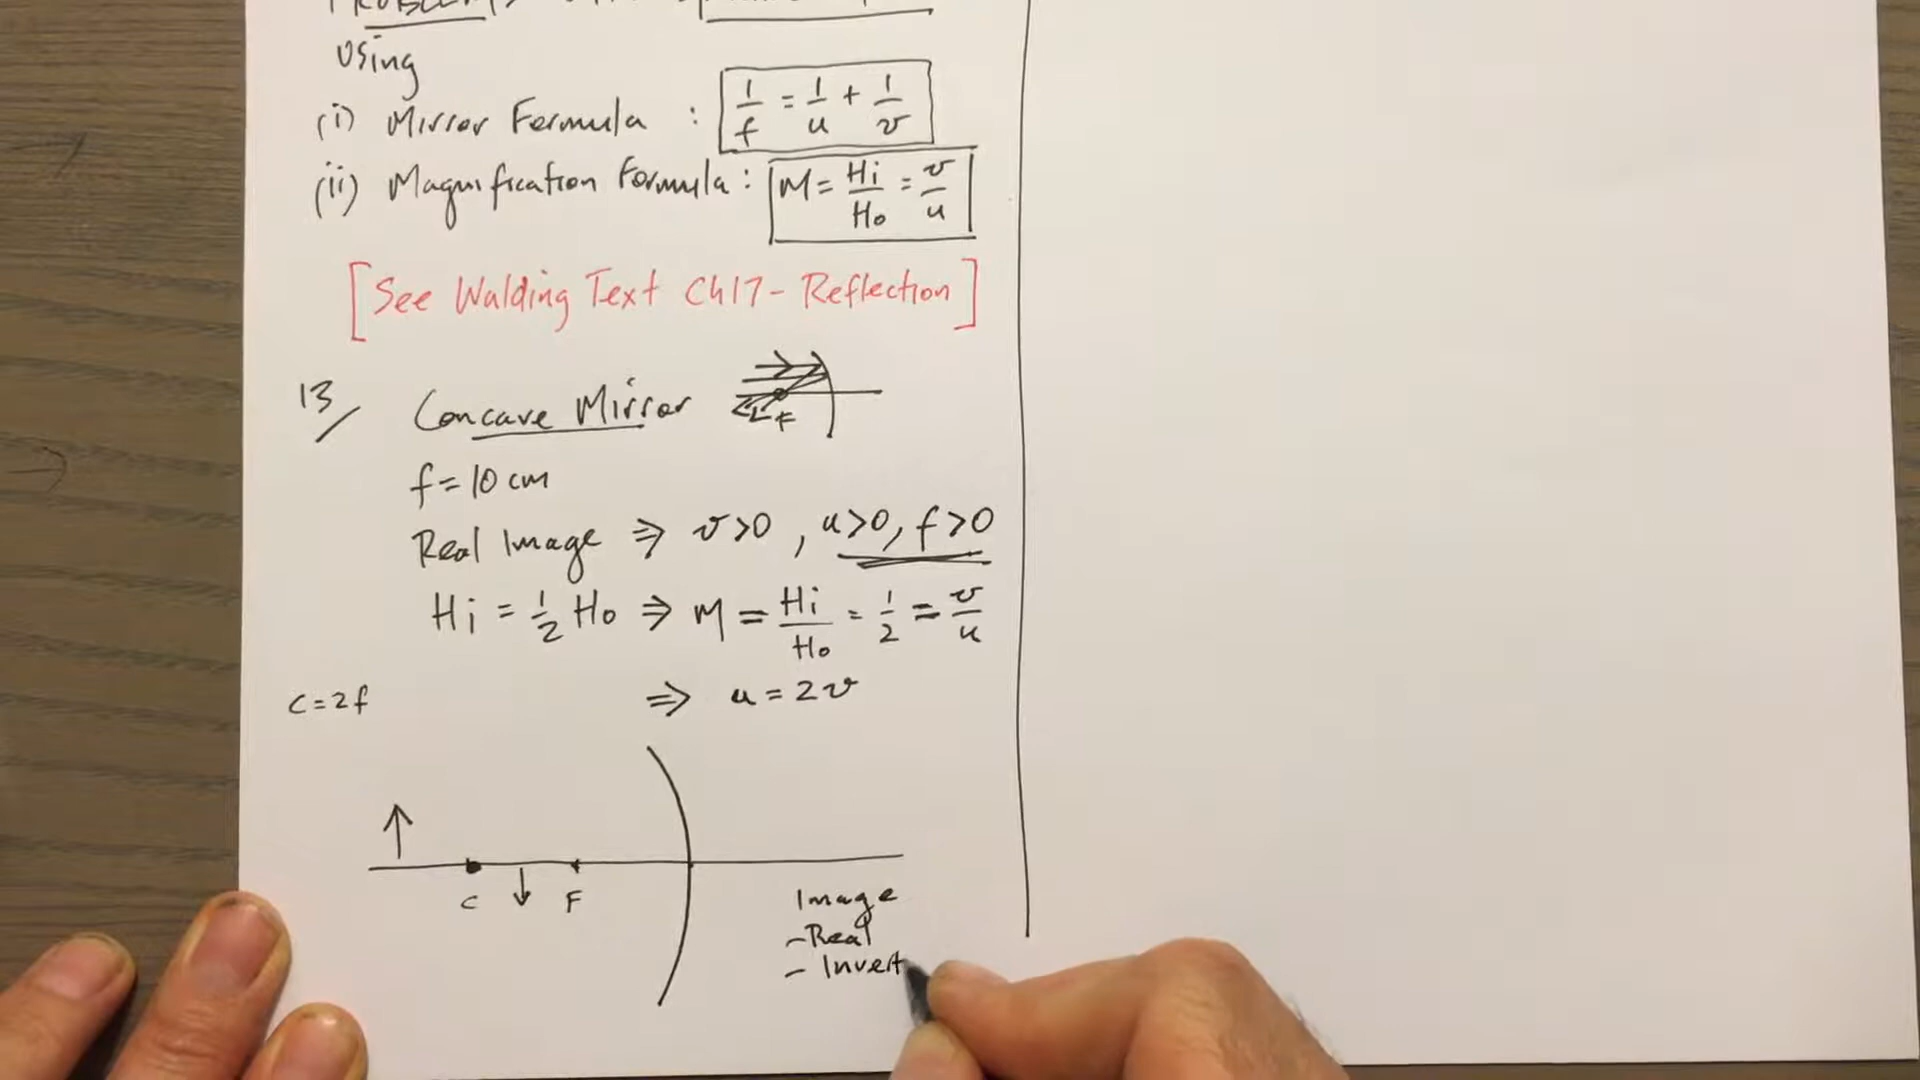 Using
(i) Mirror Formula : 1/f = 1/u + 1/v
(ii) Magnification Formula : M = Hi/Ho = v/u
[See Walding Text Ch17 - Reflection]
13/ Concave Mirror
F
f = 10 cm
Real Image ⇒ v>0 , u>0, f>0
Hi = 1/2 Ho ⇒ M = Hi/Ho = 1/2 = v/u
c = 2f ⇒ u = 2v
C F
Image
- Real
- Invert